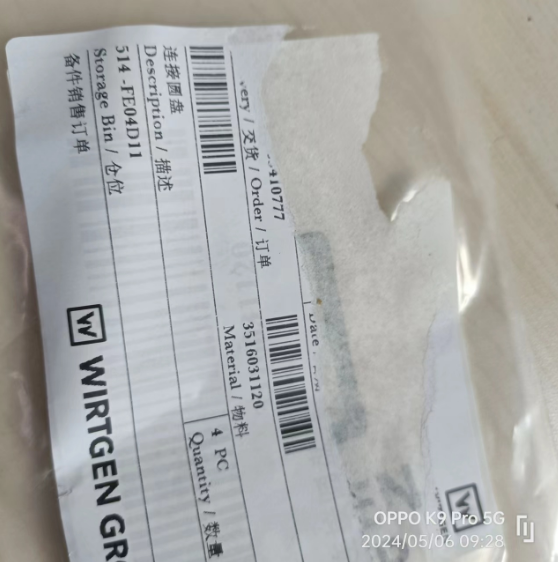 very / 交货 / Order / 订单
410777
Date
Material / 物料
3516031120
Quantity / 数量
4 PC
Description / 描述
连接圆盘
Storage Bin / 仓位
514 -FE04D11
备件销售订单
W WIRTGEN GR
W
OPPO K9 Pro 5G
2024/05/06 09:28